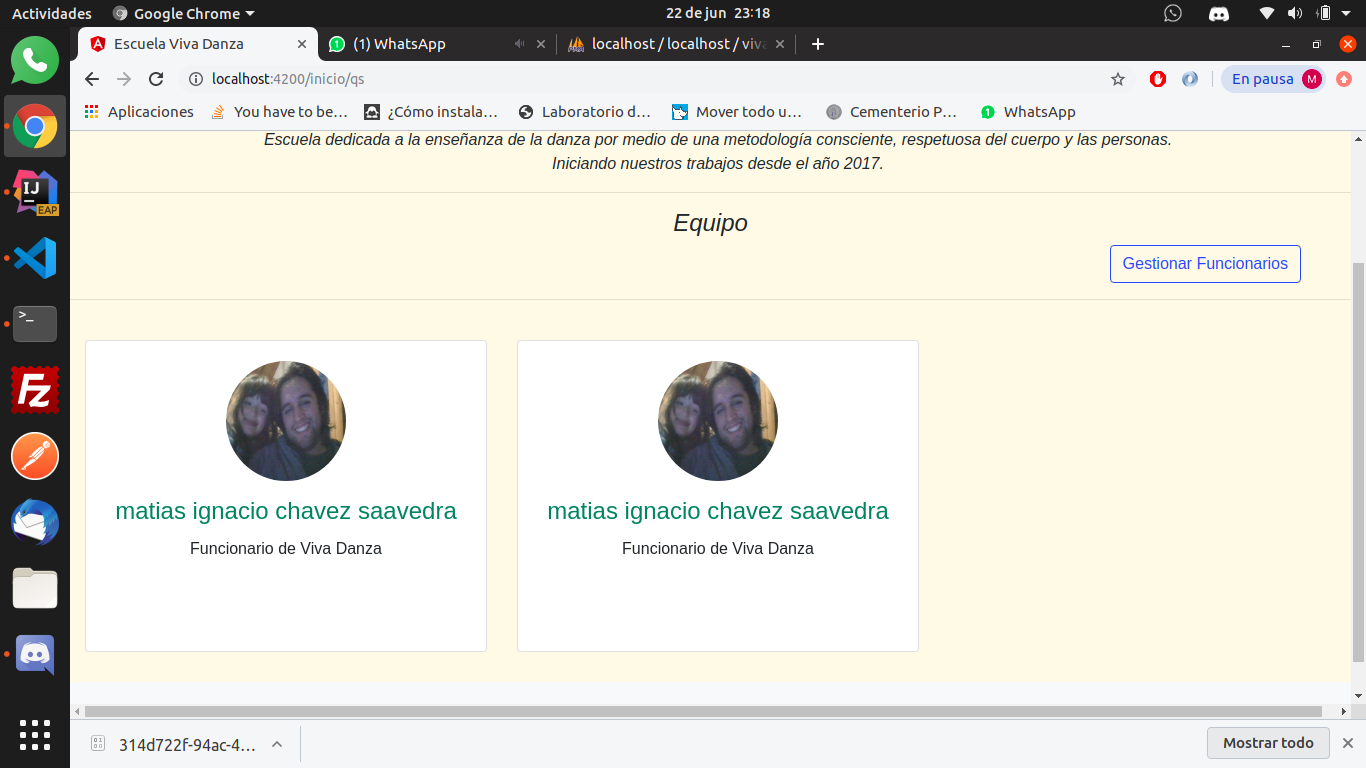 Actividades
Google Chrome
22 de jun 23:18
Escuela Viva Danza
(1) WhatsApp
localhost / localhost / viva
localhost:4200/inicio/qs
En pausa
M
Aplicaciones
You have to be…
¿Cómo instala…
Laboratorio d…
Mover todo u…
Cementerio P…
WhatsApp
Escuela dedicada a la enseñanza de la danza por medio de una metodología consciente, respetuosa del cuerpo y las personas.
Iniciando nuestros trabajos desde el año 2017.
Equipo
Gestionar Funcionarios
matias ignacio chavez saavedra
Funcionario de Viva Danza
matias ignacio chavez saavedra
Funcionario de Viva Danza
IJ
EAP
>_
Fz
314d722f-94ac-4…
Mostrar todo